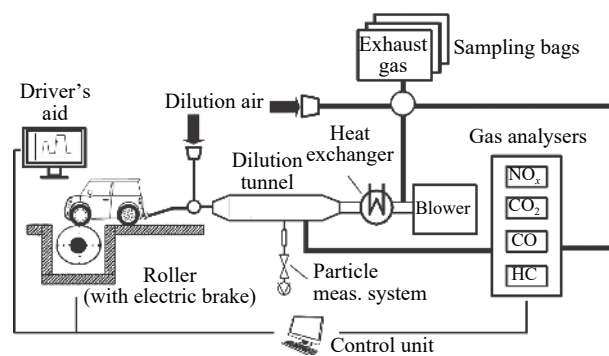 Exhaust
gas
Sampling bags
Driver's
aid
Dilution air
Heat
exchanger
Gas analysers
Dilution
tunnel
NOₓ
CO₂
CO
HC
Blower
Roller
(with electric brake)
Particle
meas. system
Control unit